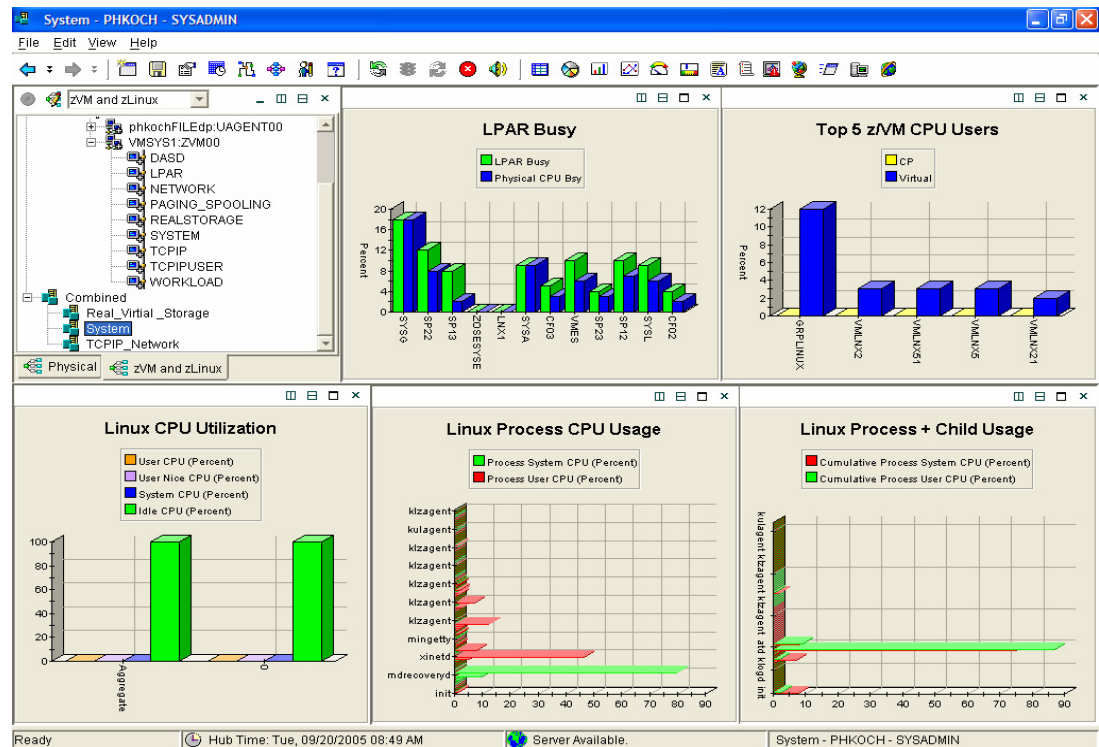 System - PHKOCH - SYSADMIN
File Edit View Help
zVM and zLinux
phkochFILEdp:UAGENT00
VMSYS1:ZVM00
DASD
LPAR
NETWORK
PAGING_SPOOLING
REALSTORAGE
SYSTEM
TCPIP
TCPIPUSER
WORKLOAD
Combined
Real_Virtial _Storage
System
TCPIP_Network
Physical
zVM and zLinux
LPAR Busy
LPAR Busy
Physical CPU Bsy
Percent
20
16
12
8
4
0
SYSG
SP22
SP13
ZDSESYSE
LNX1
SYSA
CF03
VMES
SP23
SP12
SYSL
CF02
Top 5 z/VM CPU Users
CP
Virtual
Percent
12
10
8
6
4
2
0
GRPLINUX
VMLNX2
VMLNX51
VMLNX5
VMLNX21
Linux CPU Utilization
User CPU (Percent)
User Nice CPU (Percent)
System CPU (Percent)
Idle CPU (Percent)
100
80
60
40
20
0
Aggregate
0
Linux Process CPU Usage
Process System CPU (Percent)
Process User CPU (Percent)
klzagent
kulagent
klzagent
klzagent
klzagent
klzagent
klzagent
mingetty
xinetd
mdrecoveryd
init
0 10 20 30 40 50 60 70 80 90
Linux Process + Child Usage
Cumulative Process System CPU (Percent)
Cumulative Process User CPU (Percent)
kulagent klzagent klzagent atd klogd init
0 10 20 30 40 50 60 70 80 90
Ready
Hub Time: Tue, 09/20/2005 08:49 AM
Server Available.
System - PHKOCH - SYSADMIN